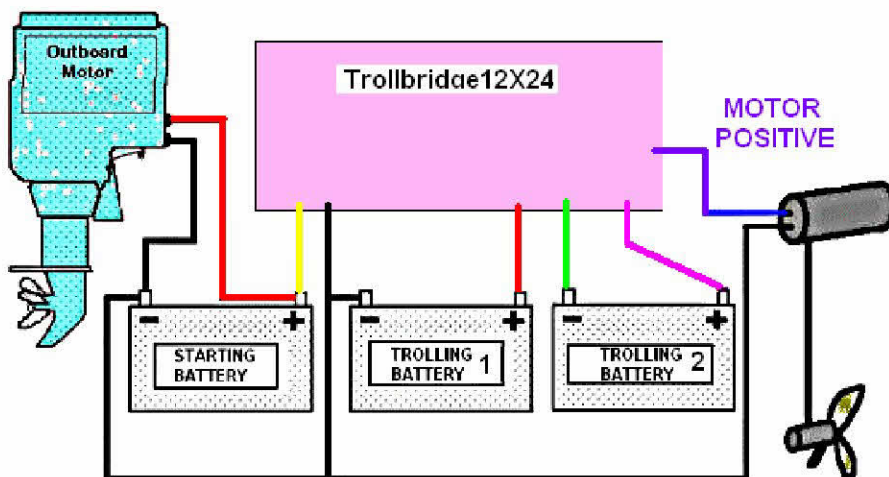 Outboard
Motor
Trollbridge12X24
MOTOR
POSITIVE
- +
STARTING
BATTERY
- +
TROLLING
BATTERY 1
- +
TROLLING
BATTERY 2